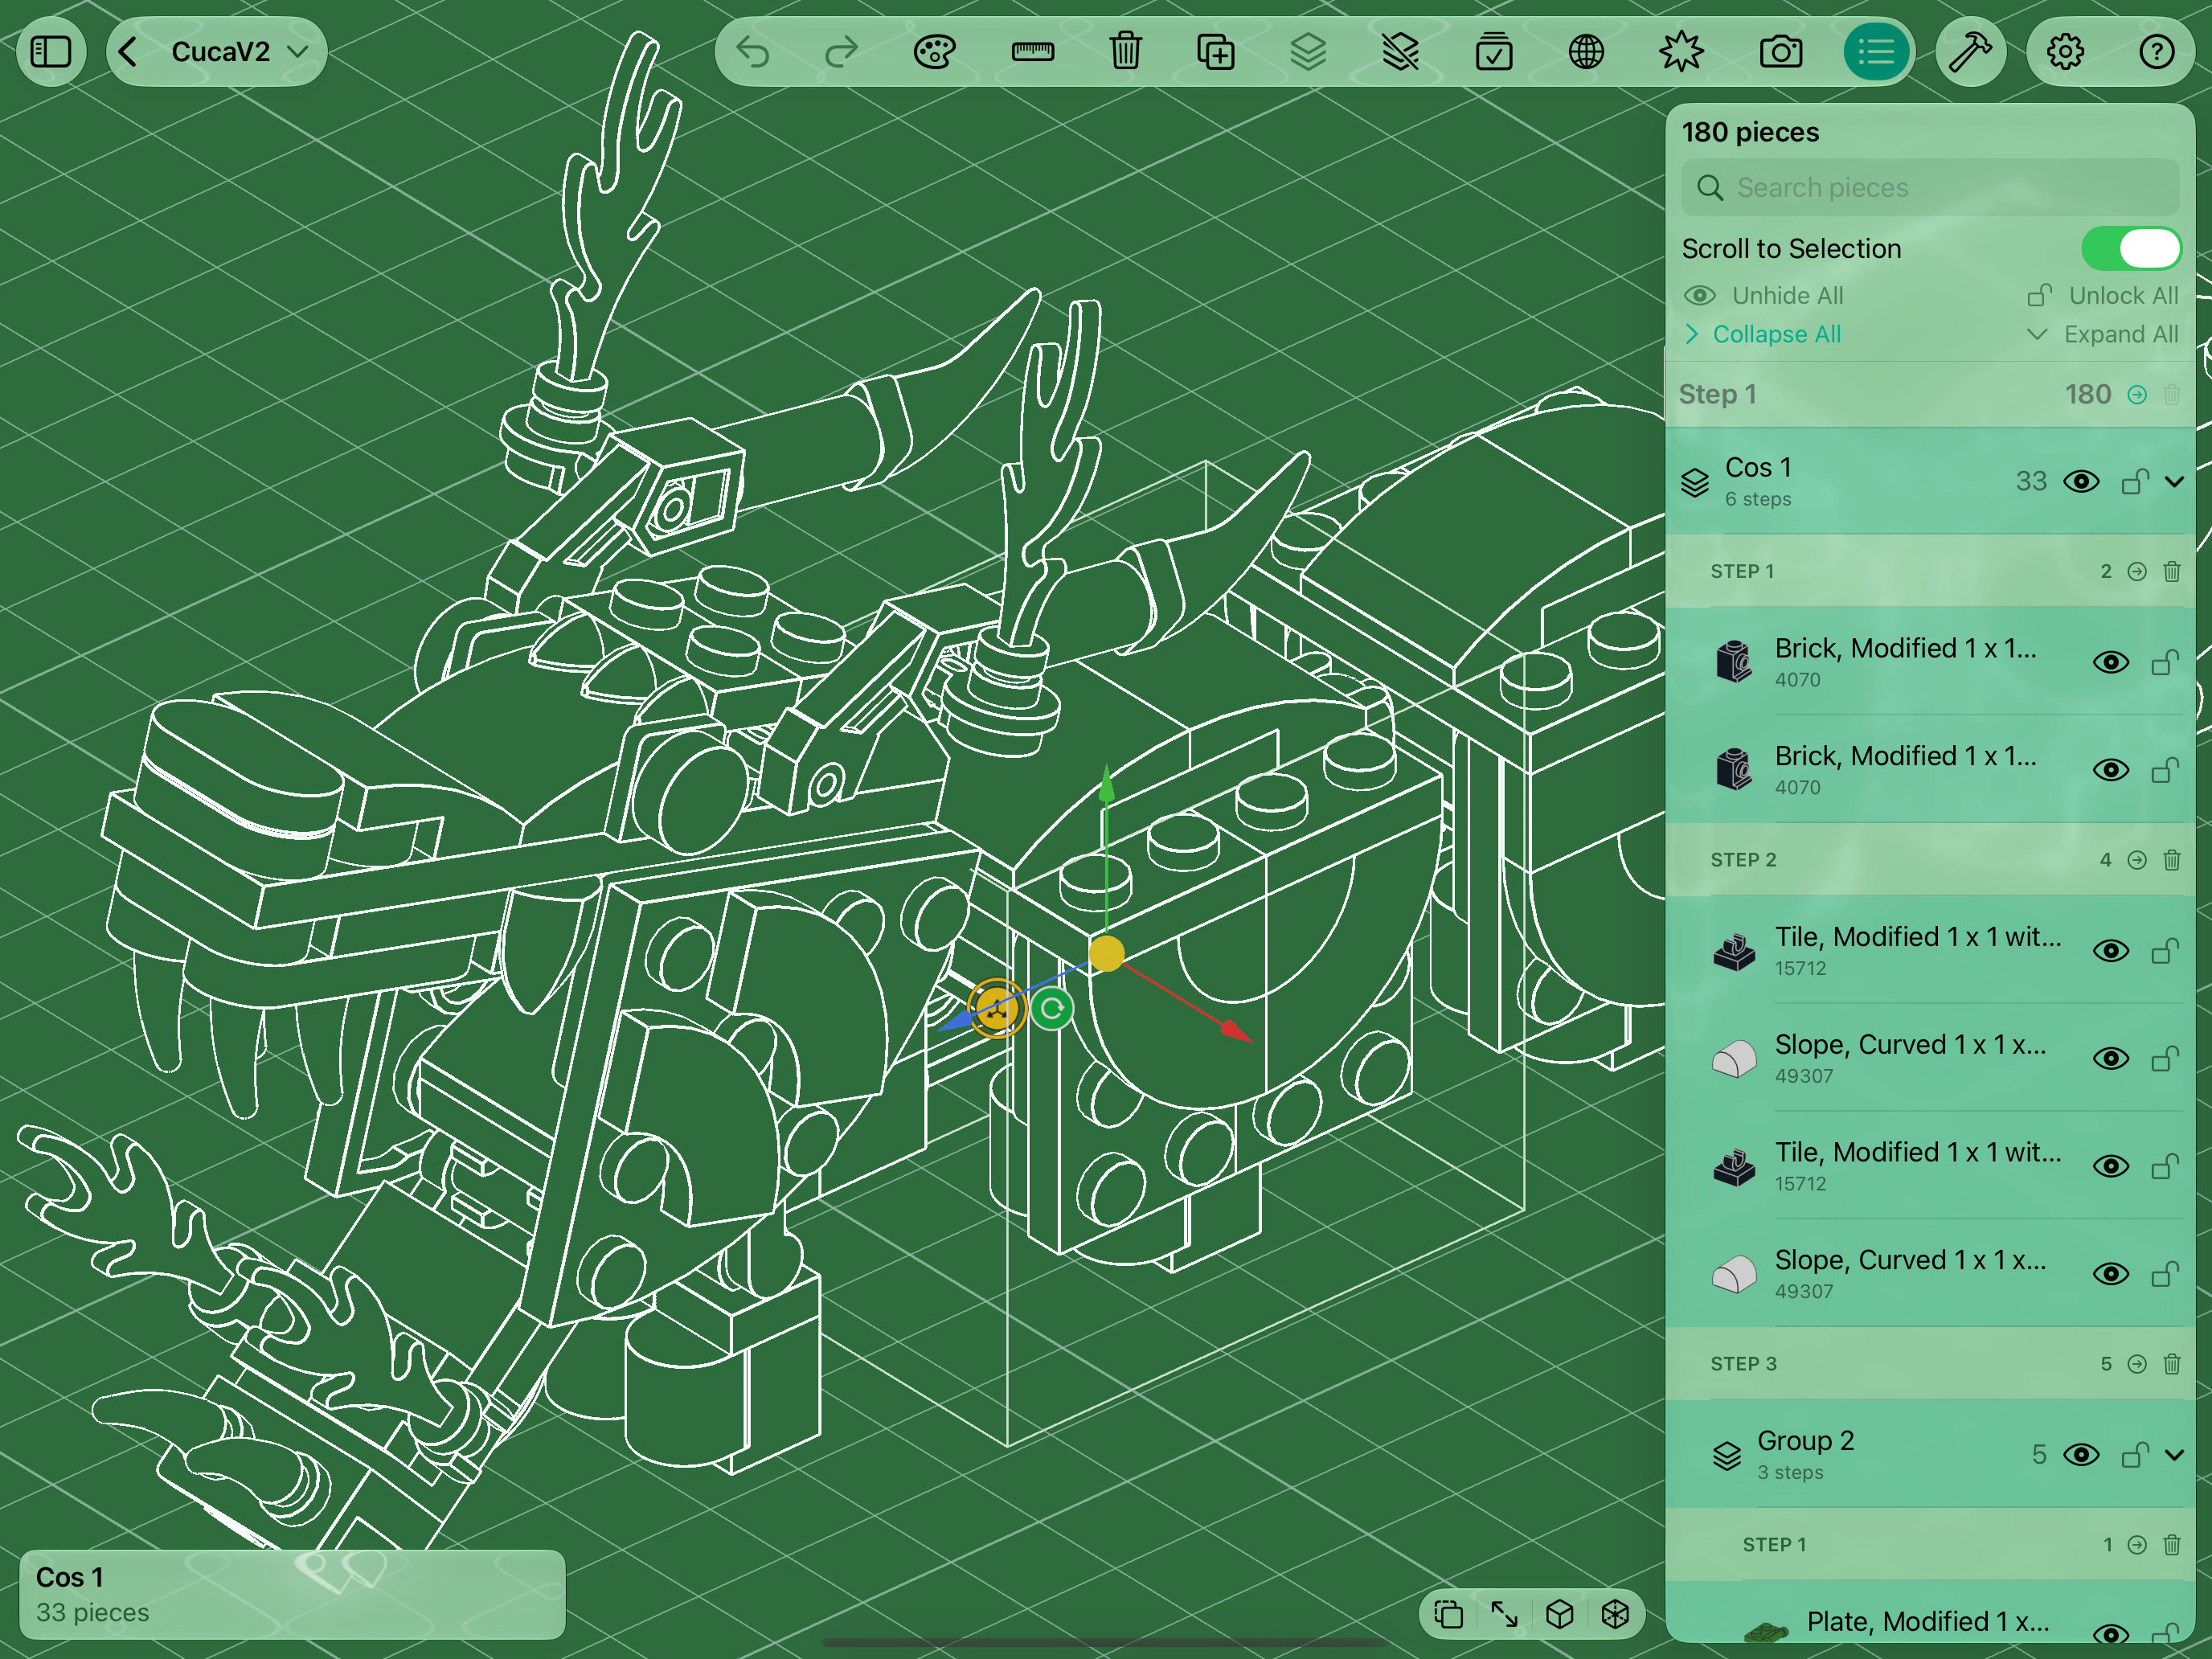 CucaV2
180 pieces
Search pieces
Scroll to Selection
Unhide All
Unlock All
Collapse All
Expand All
Step 1
180
Cos 1
33
6 steps
STEP 1
2
Brick, Modified 1 x 1...
4070
Brick, Modified 1 x 1...
4070
STEP 2
4
Tile, Modified 1 x 1 wit...
15712
Slope, Curved 1 x 1 x...
49307
Tile, Modified 1 x 1 wit...
15712
Slope, Curved 1 x 1 x...
49307
STEP 3
5
Group 2
5
3 steps
STEP 1
1
Plate, Modified 1 x...
Cos 1
33 pieces